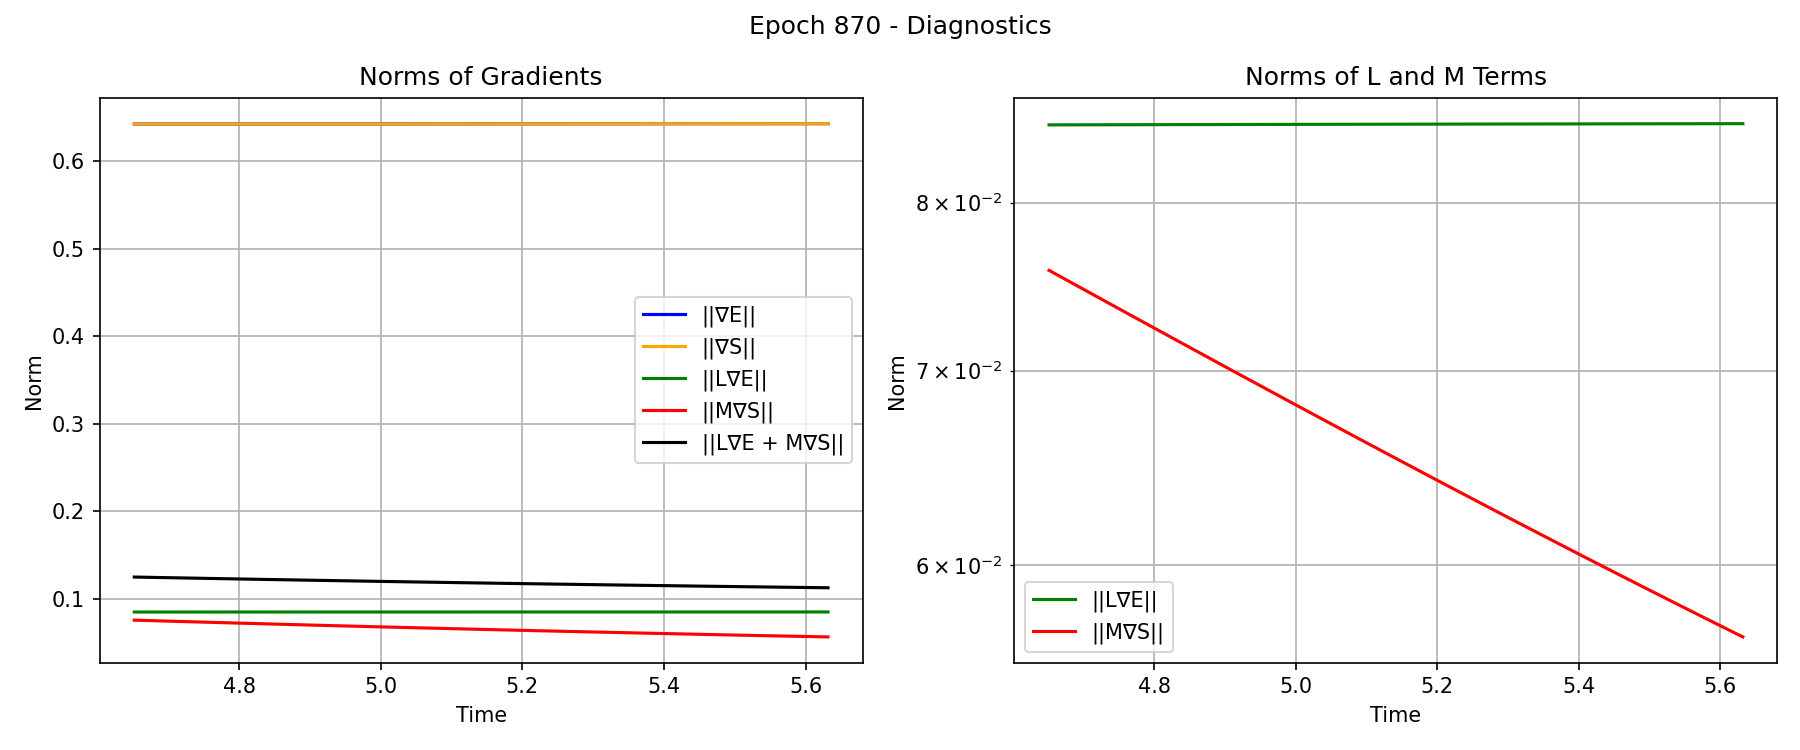 Epoch 870 - Diagnostics
Norms of Gradients
Norm
0.6
0.5
0.4
0.3
0.2
0.1
4.8 5.0 5.2 5.4 5.6
Time
||∇E||
||∇S||
||L∇E||
||M∇S||
||L∇E + M∇S||
Norms of L and M Terms
Norm
8 × 10⁻²
7 × 10⁻²
6 × 10⁻²
4.8 5.0 5.2 5.4 5.6
Time
||L∇E||
||M∇S||